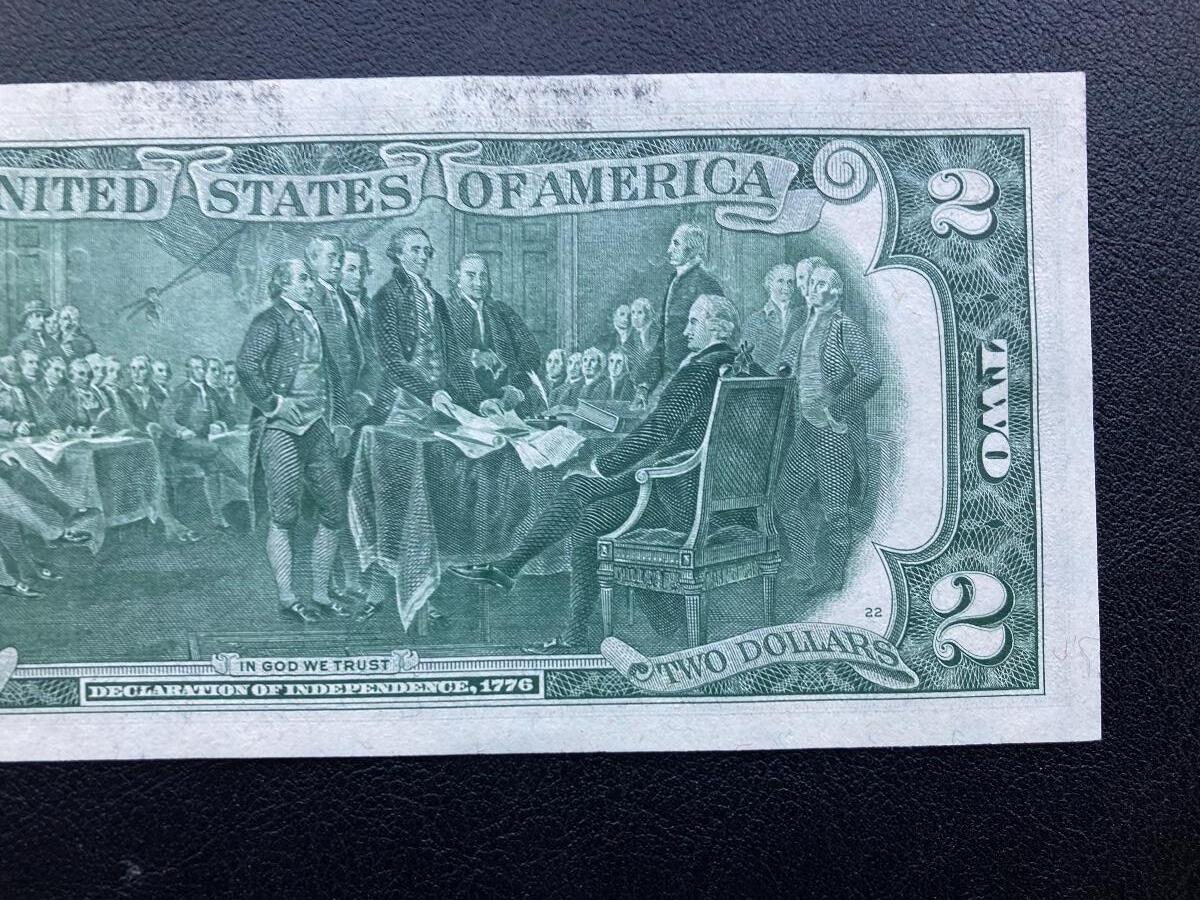 NITED STATES OF AMERICA
2
TWO
2
22
TWO DOLLARS
IN GOD WE TRUST
DECLARATION OF INDEPENDENCE, 1776